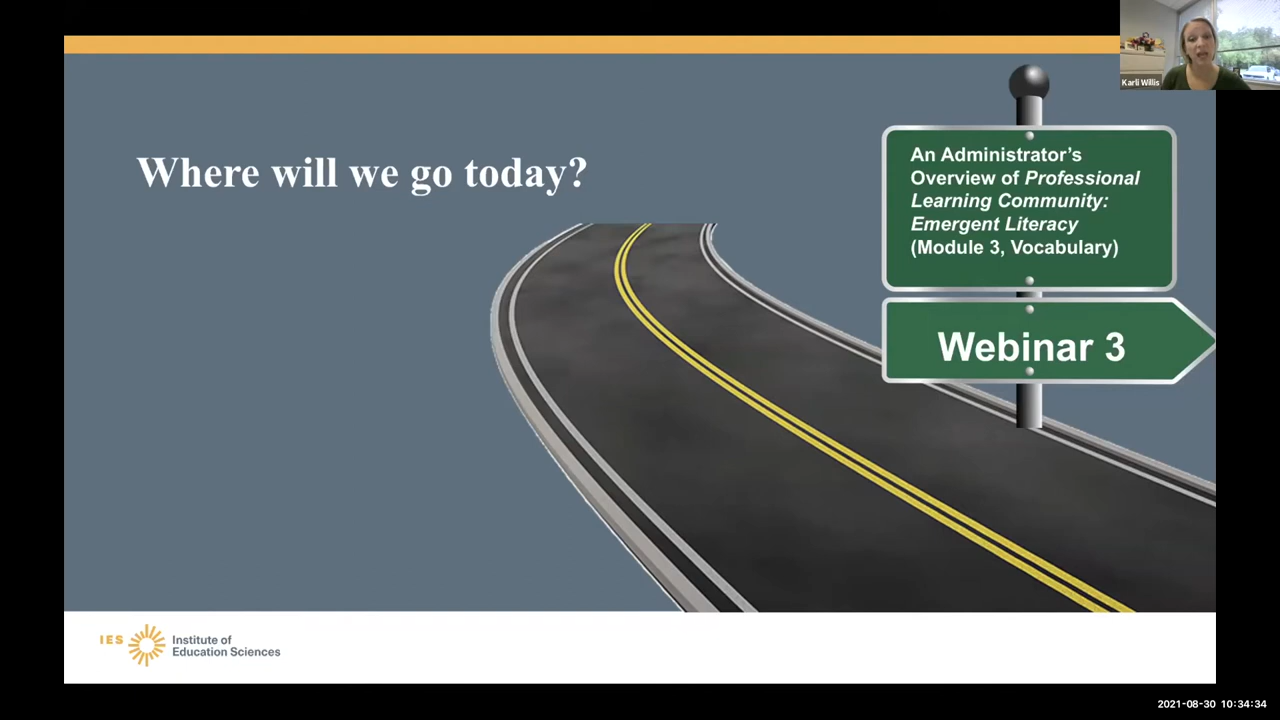 Karli Willis
Where will we go today?
An Administrator's
Overview of Professional
Learning Community:
Emergent Literacy
(Module 3, Vocabulary)
Webinar 3
IES
Institute of
Education Sciences
2021-08-30 10:34:34